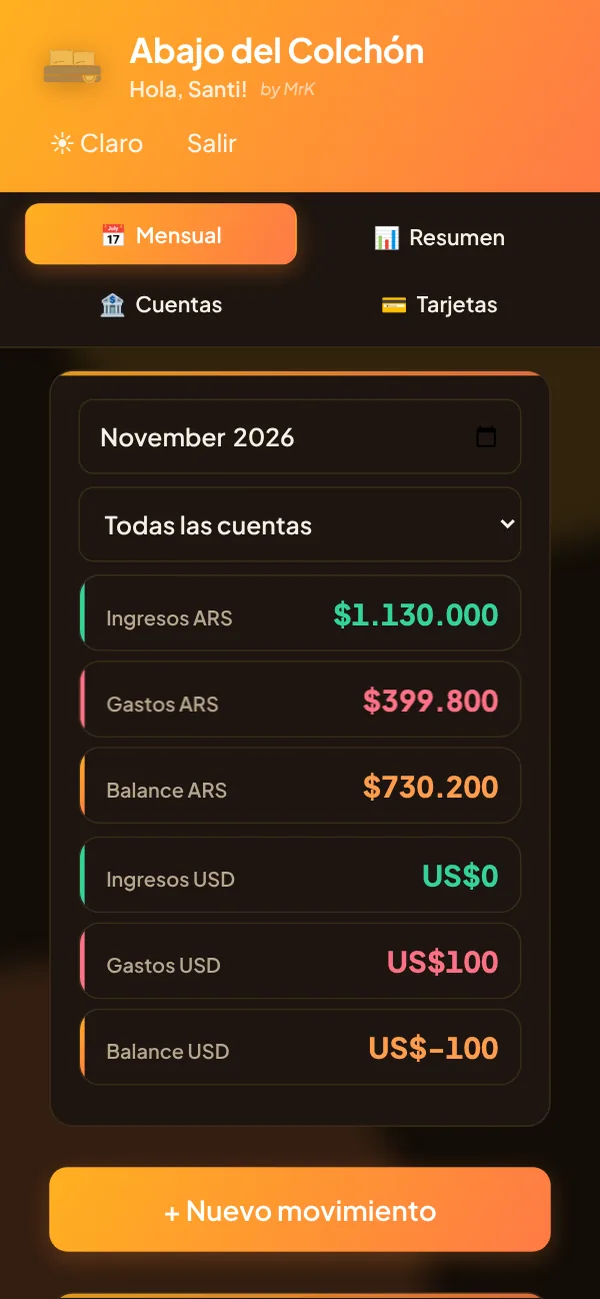 Abajo del Colchón
Hola, Santi! by MrK
☀ Claro Salir
📅 Mensual
📊 Resumen
🏦 Cuentas
💳 Tarjetas
November 2026
Todas las cuentas
Ingresos ARS $1.130.000
Gastos ARS $399.800
Balance ARS $730.200
Ingresos USD US$0
Gastos USD US$100
Balance USD US$-100
+ Nuevo movimiento